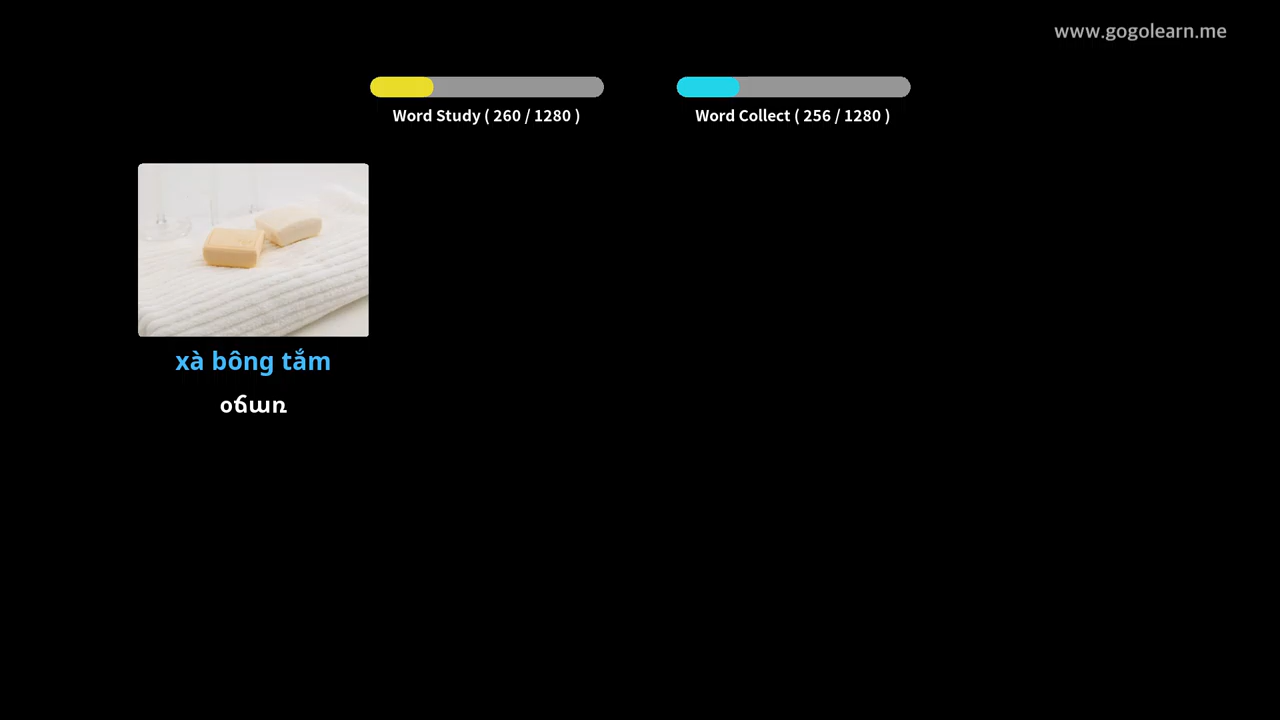 www.gogolearn.me
Word Study ( 260 / 1280 )
Word Collect ( 256 / 1280 )
xà bông tắm
օճառ